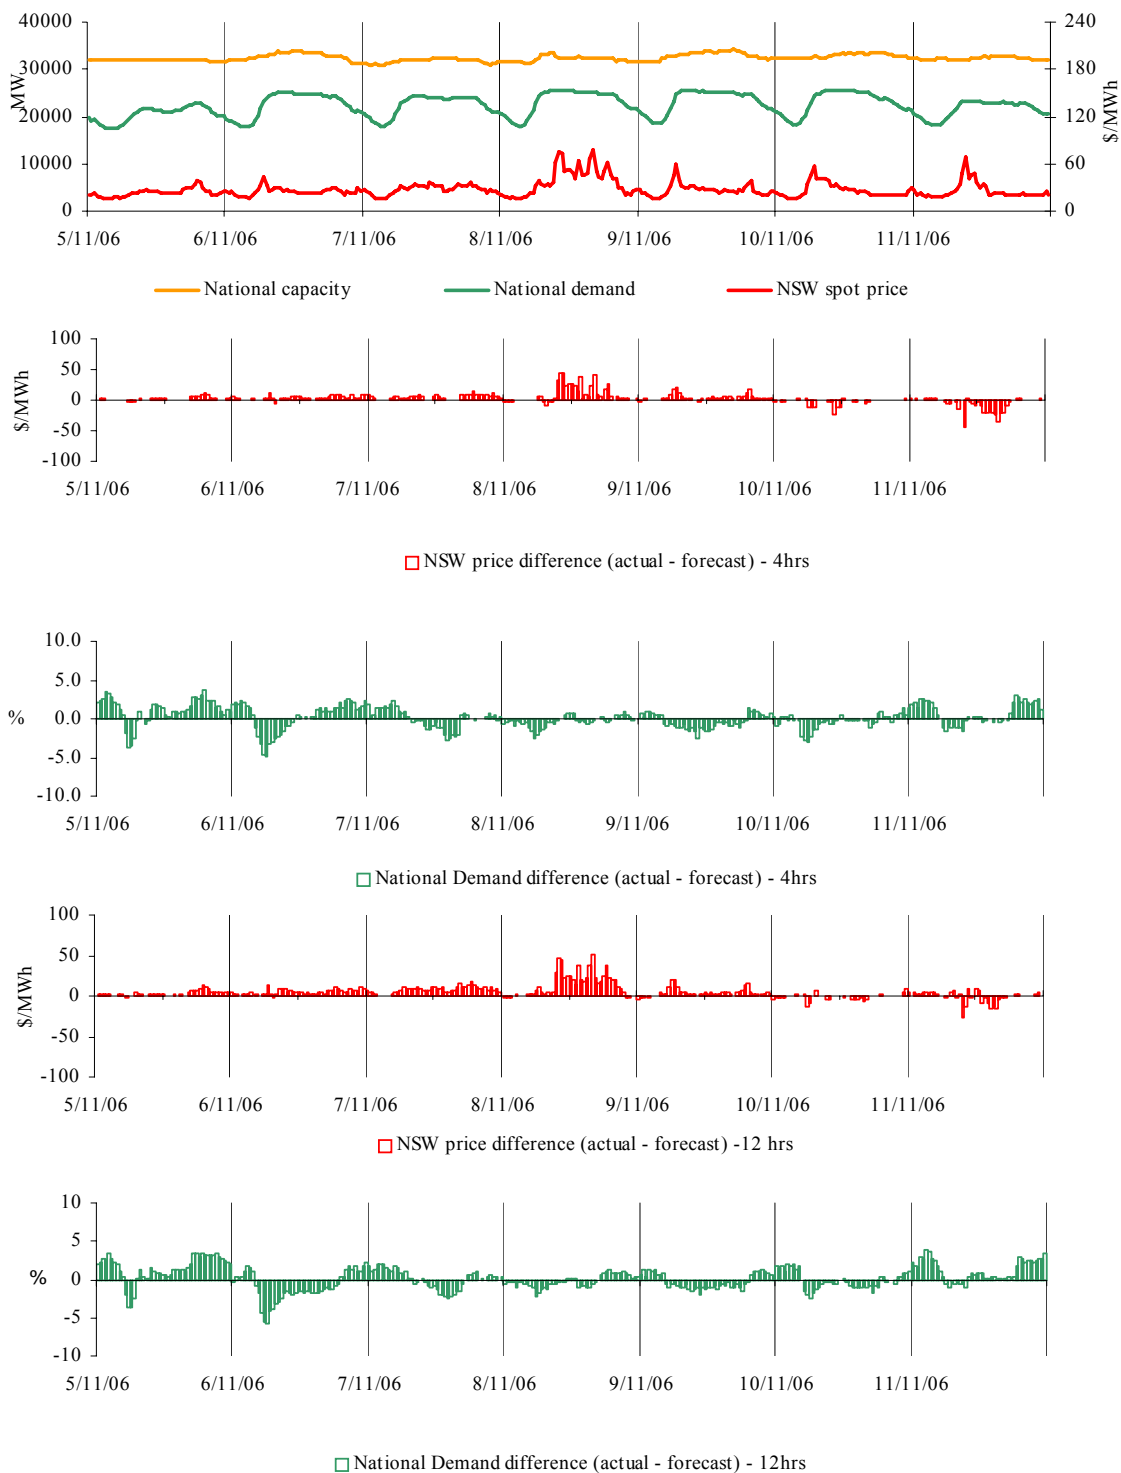 40000
30000
20000
10000
0
MW
240
180
120
60
0
$/MWh
5/11/06 6/11/06 7/11/06 8/11/06 9/11/06 10/11/06 11/11/06
National capacity National demand NSW spot price
100
50
0
-50
-100
$/MWh
5/11/06 6/11/06 7/11/06 8/11/06 9/11/06 10/11/06 11/11/06
NSW price difference (actual - forecast) - 4hrs
10.0
5.0
0.0
-5.0
-10.0
%
5/11/06 6/11/06 7/11/06 8/11/06 9/11/06 10/11/06 11/11/06
National Demand difference (actual - forecast) - 4hrs
100
50
0
-50
-100
$/MWh
5/11/06 6/11/06 7/11/06 8/11/06 9/11/06 10/11/06 11/11/06
NSW price difference (actual - forecast) -12 hrs
10
5
0
-5
-10
%
5/11/06 6/11/06 7/11/06 8/11/06 9/11/06 10/11/06 11/11/06
National Demand difference (actual - forecast) - 12hrs